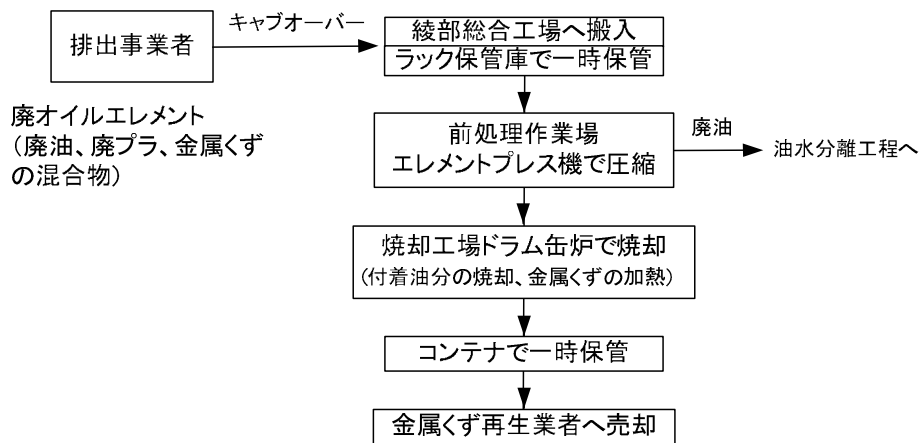 排出事業者
キャブオーバー
綾部総合工場へ搬入
ラック保管庫で一時保管
廃オイルエレメント
（廃油、廃プラ、金属くず
の混合物）
前処理作業場
エレメントプレス機で圧縮
廃油
油水分離工程へ
焼却工場ドラム缶炉で焼却
（付着油分の焼却、金属くずの加熱）
コンテナで一時保管
金属くず再生業者へ売却